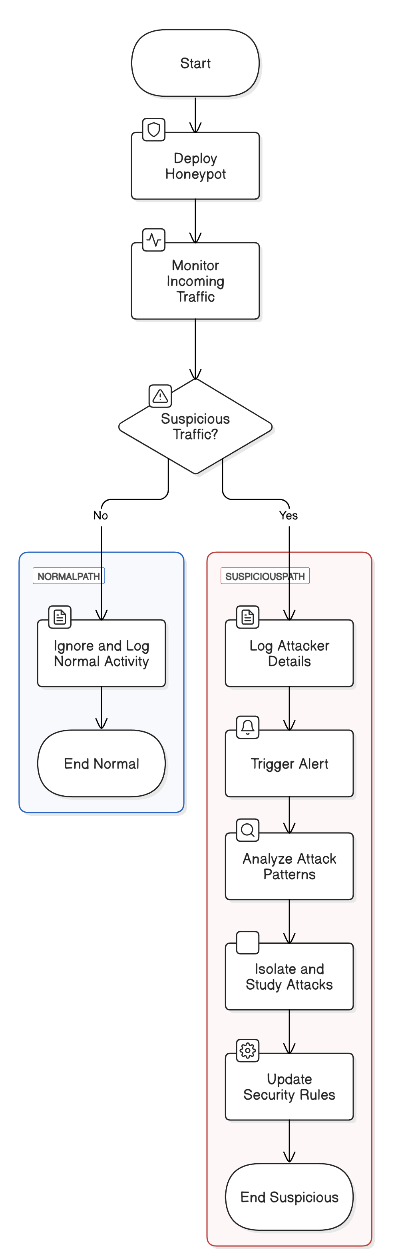 Start
Deploy
Honeypot
Monitor
Incoming
Traffic
Suspicious
Traffic?
No
Yes
NORMALPATH
Ignore and Log
Normal Activity
End Normal
SUSPICIOUSPATH
Log Attacker
Details
Trigger Alert
Analyze Attack
Patterns
Isolate and
Study Attacks
Update
Security Rules
End Suspicious